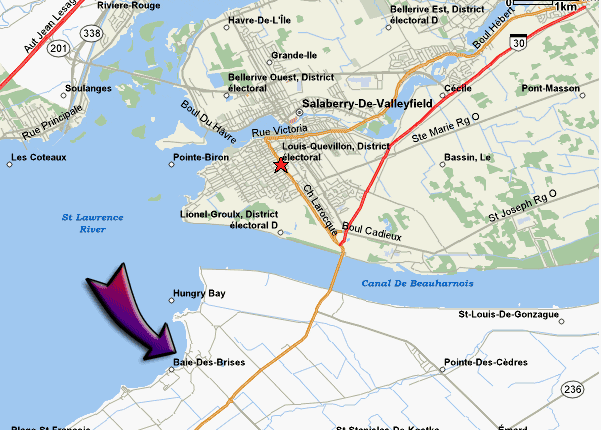 Riviere-Rouge
Aut Jean Lesag
338
201
Havre-De-L'Île
Bellerive Est, District
électoral D
0
1km
Boul Hébert
30
Grande-Ile
Bellerive Ouest, District
électoral
Soulanges
Salaberry-De-Valleyfield
Cécile
Pont-Masson
Rue Principale
Boul Du Havre
Rue Victoria
Ste Marie Rg O
Les Coteaux
Pointe-Biron
Louis-Quevillon, District
électoral
Bassin, Le
Ch Larocque
St Joseph Rg O
St Lawrence
River
Lionel-Groulx, District
électoral D
Boul Cadieux
Canal De Beauharnois
Hungry Bay
St-Louis-De-Gonzague
Baie-Des-Brises
Pointe-Des-Cèdres
236
Plage St-François
St-Stanislas-De-Kostka
Émard